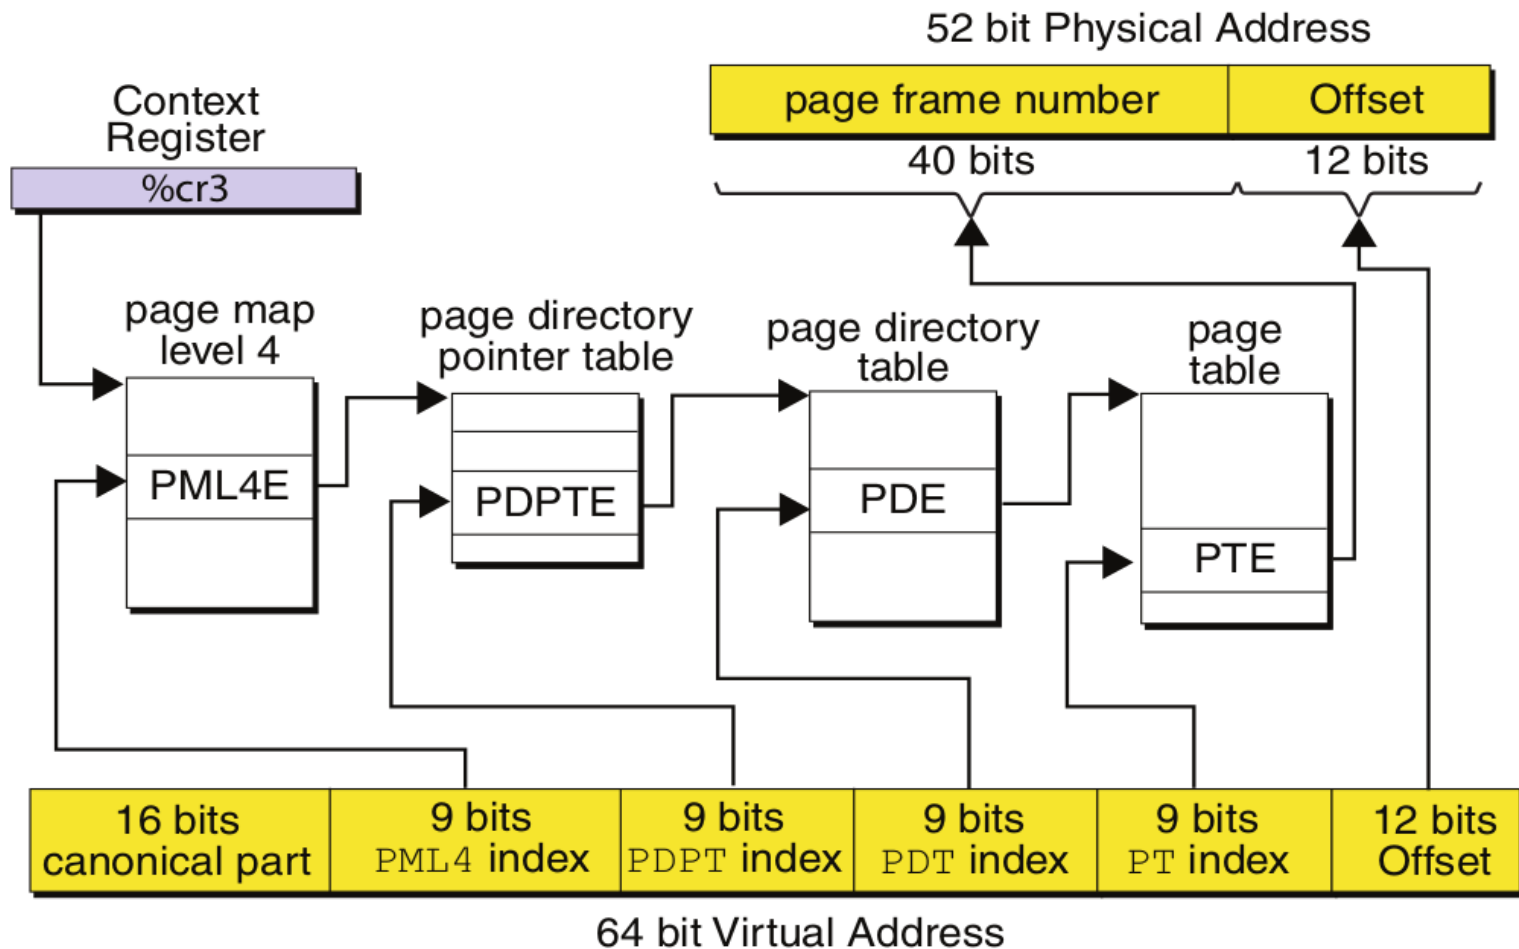 52 bit Physical Address
page frame number
Offset
40 bits
12 bits
Context
Register
%cr3
page map
level 4
page directory
pointer table
page directory
table
page
table
PML4E
PDPTE
PDE
PTE
16 bits
canonical part
9 bits
PML4 index
9 bits
PDPT index
9 bits
PDT index
9 bits
PT index
12 bits
Offset
64 bit Virtual Address